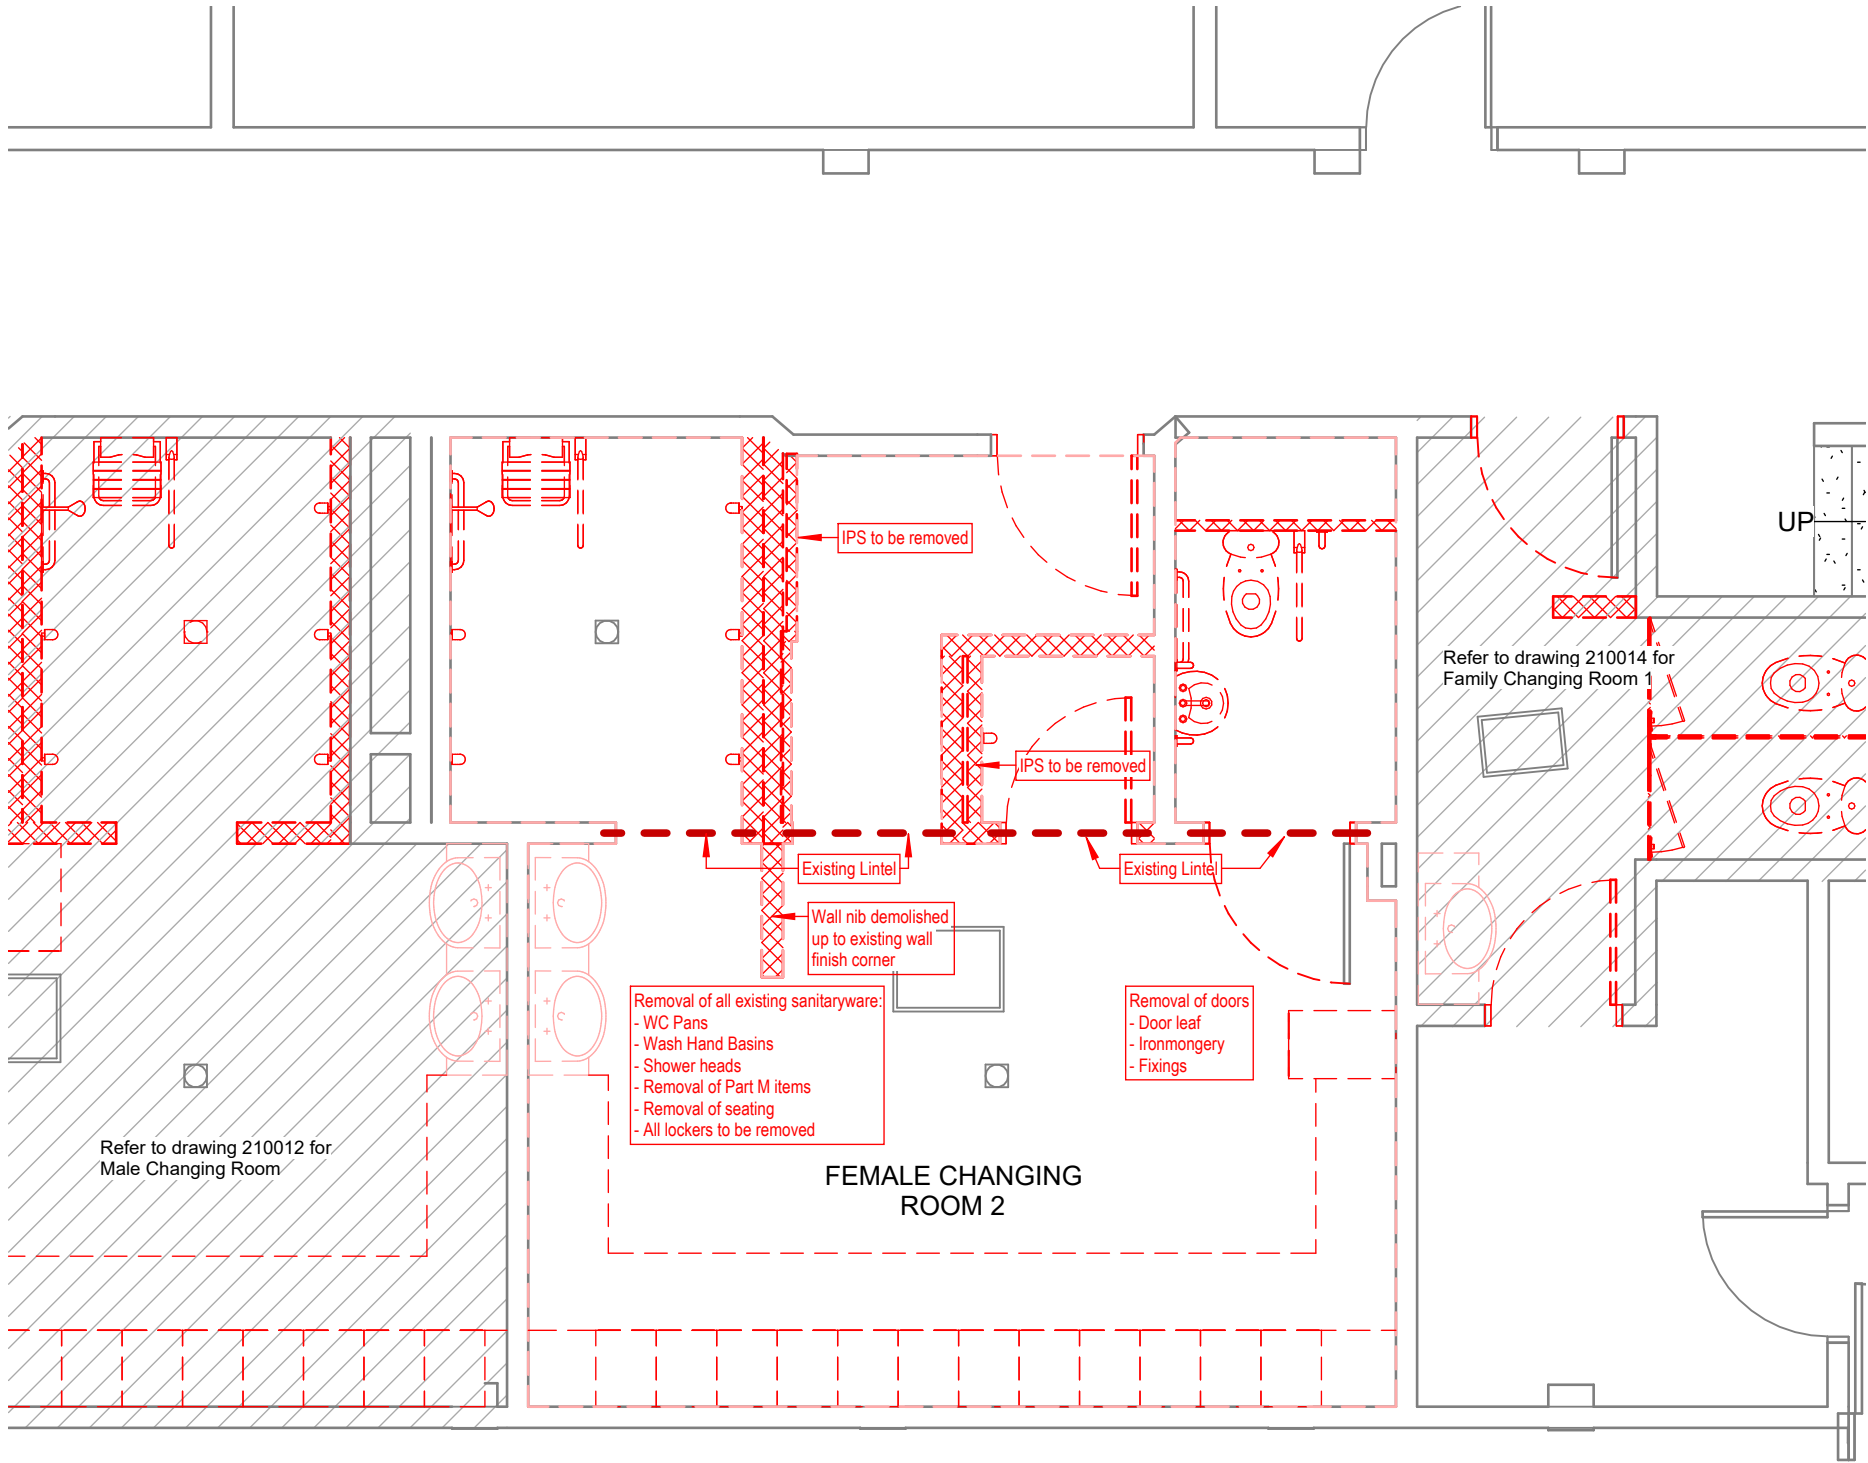 IPS to be removed
UP
Refer to drawing 210014 for
Family Changing Room 1
IPS to be removed
Existing Lintel
Existing Lintel
Wall nib demolished
up to existing wall
finish corner
Removal of all existing sanitaryware:
- WC Pans
- Wash Hand Basins
- Shower heads
- Removal of Part M items
- Removal of seating
- All lockers to be removed
Removal of doors
- Door leaf
- Ironmongery
- Fixings
Refer to drawing 210012 for
Male Changing Room
FEMALE CHANGING
ROOM 2